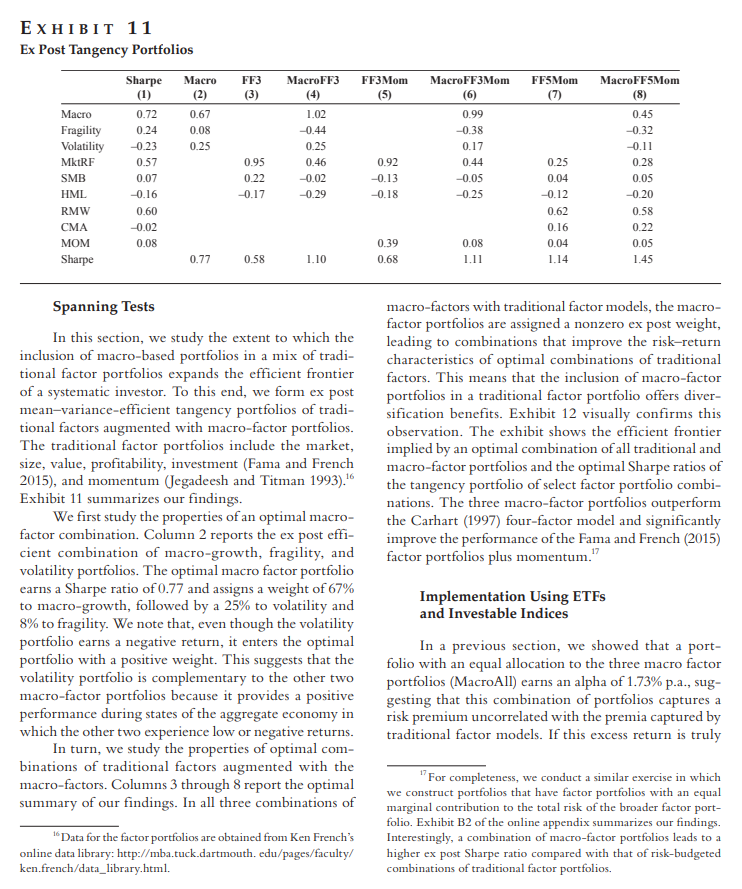 EXHIBIT 11
Ex Post Tangency Portfolios
Sharpe Macro FF3 MacroFF3 FF3Mom MacroFF3Mom FF5Mom MacroFF5Mom
(1) (2) (3) (4) (5) (6) (7) (8)
Macro 0.72 0.67 1.02 0.99 0.45
Fragility 0.24 0.08 –0.44 –0.38 –0.32
Volatility –0.23 0.25 0.25 0.17 –0.11
MktRF 0.57 0.95 0.46 0.92 0.44 0.25 0.28
SMB 0.07 0.22 –0.02 –0.13 –0.05 0.04 0.05
HML –0.16 –0.17 –0.29 –0.18 –0.25 –0.12 –0.20
RMW 0.60 0.62 0.58
CMA –0.02 0.16 0.22
MOM 0.08 0.39 0.08 0.04 0.05
Sharpe 0.77 0.58 1.10 0.68 1.11 1.14 1.45
Spanning Tests
In this section, we study the extent to which the
inclusion of macro-based portfolios in a mix of tradi-
tional factor portfolios expands the efficient frontier
of a systematic investor. To this end, we form ex post
mean–variance-efficient tangency portfolios of tradi-
tional factors augmented with macro-factor portfolios.
The traditional factor portfolios include the market,
size, value, profitability, investment (Fama and French
2015), and momentum (Jegadeesh and Titman 1993).16
Exhibit 11 summarizes our findings.
We first study the properties of an optimal macro-
factor combination. Column 2 reports the ex post effi-
cient combination of macro-growth, fragility, and
volatility portfolios. The optimal macro factor portfolio
earns a Sharpe ratio of 0.77 and assigns a weight of 67%
to macro-growth, followed by a 25% to volatility and
8% to fragility. We note that, even though the volatility
portfolio earns a negative return, it enters the optimal
portfolio with a positive weight. This suggests that the
volatility portfolio is complementary to the other two
macro-factor portfolios because it provides a positive
performance during states of the aggregate economy in
which the other two experience low or negative returns.
In turn, we study the properties of optimal com-
binations of traditional factors augmented with the
macro-factors. Columns 3 through 8 report the optimal
summary of our findings. In all three combinations of
16 Data for the factor portfolios are obtained from Ken French's
online data library: http://mba.tuck.dartmouth. edu/pages/faculty/
ken.french/data_library.html.
macro-factors with traditional factor models, the macro-
factor portfolios are assigned a nonzero ex post weight,
leading to combinations that improve the risk–return
characteristics of optimal combinations of traditional
factors. This means that the inclusion of macro-factor
portfolios in a traditional factor portfolio offers diver-
sification benefits. Exhibit 12 visually confirms this
observation. The exhibit shows the efficient frontier
implied by an optimal combination of all traditional and
macro-factor portfolios and the optimal Sharpe ratios of
the tangency portfolio of select factor portfolio combi-
nations. The three macro-factor portfolios outperform
the Carhart (1997) four-factor model and significantly
improve the performance of the Fama and French (2015)
factor portfolios plus momentum.17
Implementation Using ETFs
and Investable Indices
In a previous section, we showed that a port-
folio with an equal allocation to the three macro factor
portfolios (MacroAll) earns an alpha of 1.73% p.a., sug-
gesting that this combination of portfolios captures a
risk premium uncorrelated with the premia captured by
traditional factor models. If this excess return is truly
17 For completeness, we conduct a similar exercise in which
we construct portfolios that have factor portfolios with an equal
marginal contribution to the total risk of the broader factor port-
folio. Exhibit B2 of the online appendix summarizes our findings.
Interestingly, a combination of macro-factor portfolios leads to a
higher ex post Sharpe ratio compared with that of risk-budgeted
combinations of traditional factor portfolios.